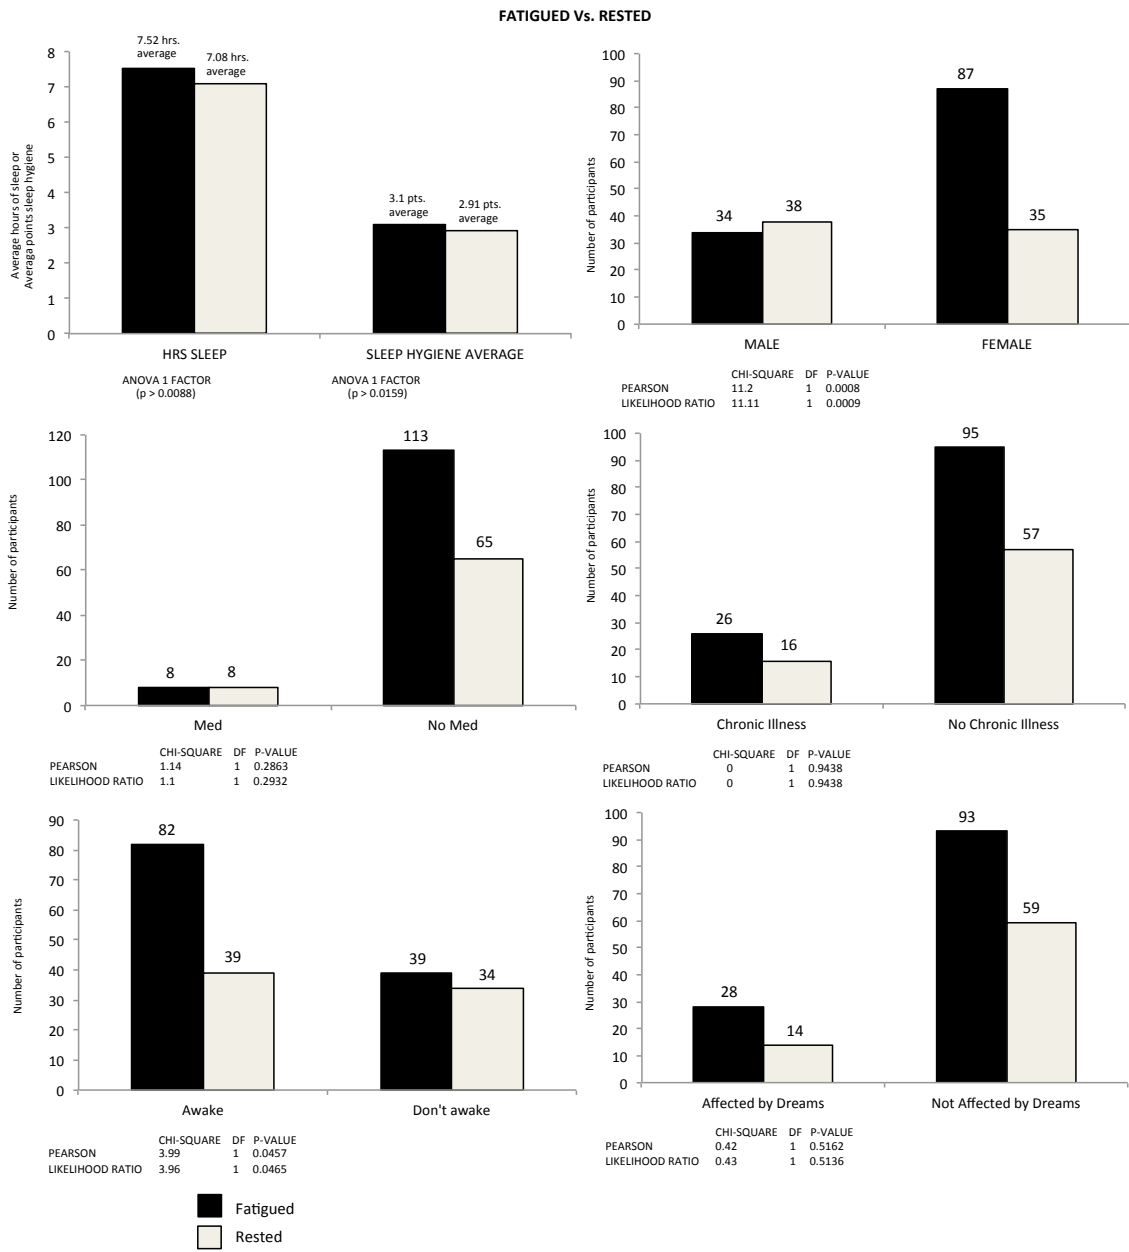 FATIGUED Vs. RESTED
Average hours of sleep or
Averaga points sleep hygiene
8
7
6
5
4
3
2
1
0
7.52 hrs.
average
7.08 hrs.
average
3.1 pts.
average
2.91 pts.
average
HRS SLEEP
SLEEP HYGIENE AVERAGE
ANOVA 1 FACTOR
(p > 0.0088)
ANOVA 1 FACTOR
(p > 0.0159)
Number of participants
100
90
80
70
60
50
40
30
20
10
0
34
38
87
35
MALE
FEMALE
CHI-SQUARE DF P-VALUE
PEARSON 11.2 1 0.0008
LIKELIHOOD RATIO 11.11 1 0.0009
Number of participants
120
100
80
60
40
20
0
8
8
113
65
Med
No Med
CHI-SQUARE DF P-VALUE
PEARSON 1.14 1 0.2863
LIKELIHOOD RATIO 1.1 1 0.2932
Number of participants
100
90
80
70
60
50
40
30
20
10
0
26
16
95
57
Chronic Illness
No Chronic Illness
CHI-SQUARE DF P-VALUE
PEARSON 0 1 0.9438
LIKELIHOOD RATIO 0 1 0.9438
Number of participants
90
80
70
60
50
40
30
20
10
0
82
39
39
34
Awake
Don't awake
CHI-SQUARE DF P-VALUE
PEARSON 3.99 1 0.0457
LIKELIHOOD RATIO 3.96 1 0.0465
Number of participants
100
90
80
70
60
50
40
30
20
10
0
28
14
93
59
Affected by Dreams
Not Affected by Dreams
CHI-SQUARE DF P-VALUE
PEARSON 0.42 1 0.5162
LIKELIHOOD RATIO 0.43 1 0.5136
Fatigued
Rested